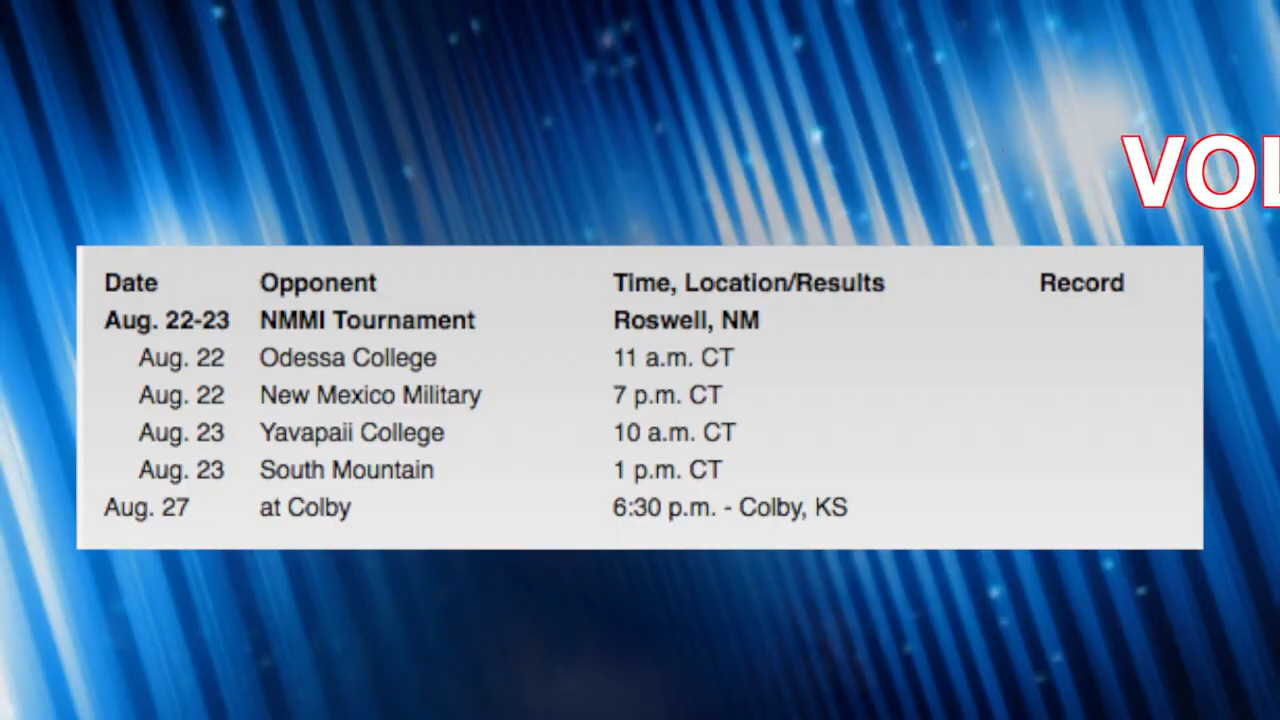 VOL
Date Opponent Time, Location/Results Record
Aug. 22-23 NMMI Tournament Roswell, NM
Aug. 22 Odessa College 11 a.m. CT
Aug. 22 New Mexico Military 7 p.m. CT
Aug. 23 Yavapaii College 10 a.m. CT
Aug. 23 South Mountain 1 p.m. CT
Aug. 27 at Colby 6:30 p.m. - Colby, KS